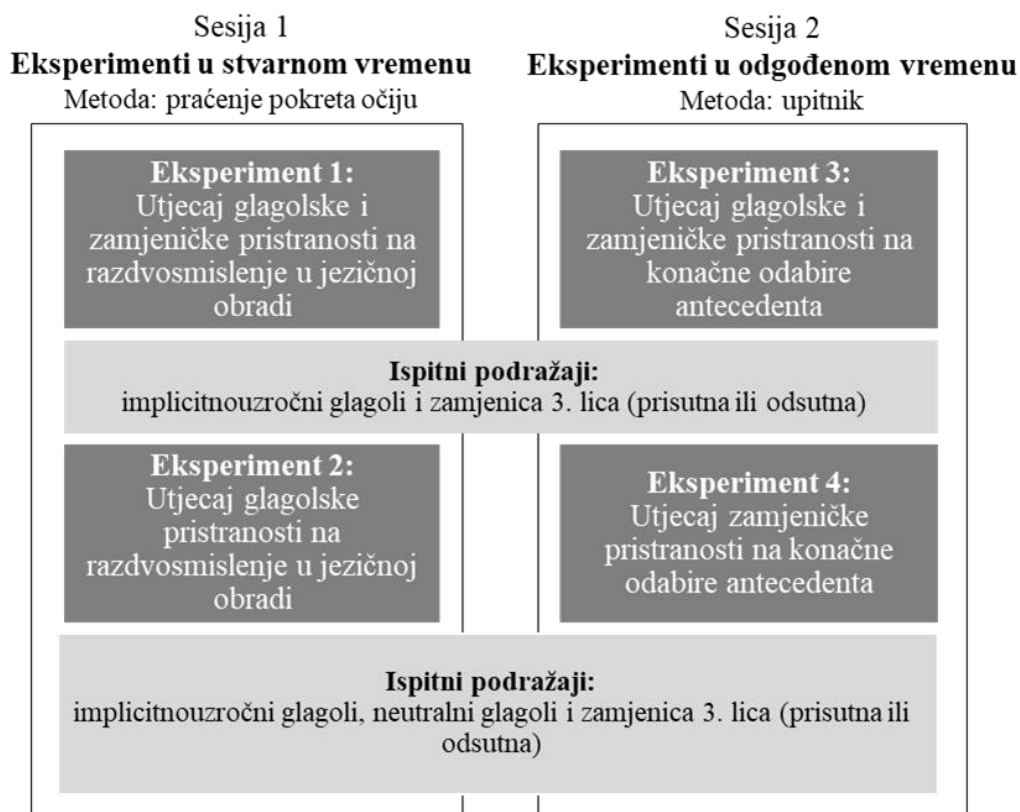 Sesija 1
Eksperimenti u stvarnom vremenu
Metoda: praćenje pokreta očiju
Sesija 2
Eksperimenti u odgođenom vremenu
Metoda: upitnik
Eksperiment 1:
Utjecaj glagolske i
zamjeničke pristranosti na
razdvosmislenje u jezičnoj
obradi
Eksperiment 3:
Utjecaj glagolske i
zamjeničke pristranosti na
konačne odabire
antecedenta
Ispitni podražaji:
implicitnouzročni glagoli i zamjenica 3. lica (prisutna ili odsutna)
Eksperiment 2:
Utjecaj glagolske
pristranosti na
razdvosmislenje u jezičnoj
obradi
Eksperiment 4:
Utjecaj zamjeničke
pristranosti na konačne
odabire antecedenta
Ispitni podražaji:
implicitnouzročni glagoli, neutralni glagoli i zamjenica 3. lica (prisutna ili
odsutna)